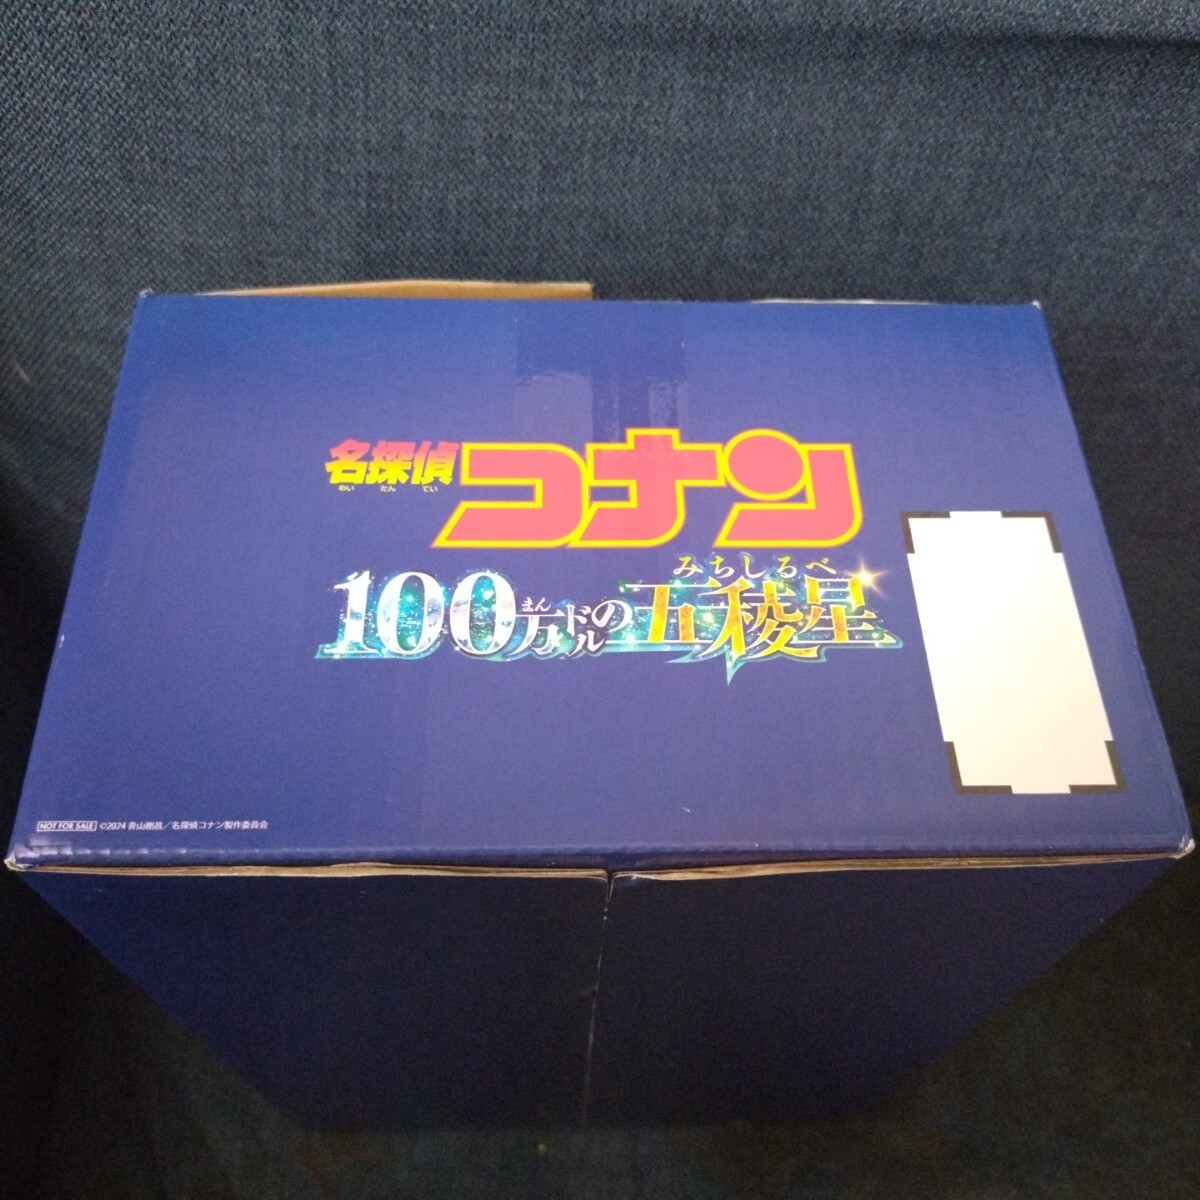 名探偵コナン
めい たん てい
みちしるべ
100万ドルの五稜星
まん
NOT FOR SALE ©2024 青山剛昌／名探偵コナン製作委員会